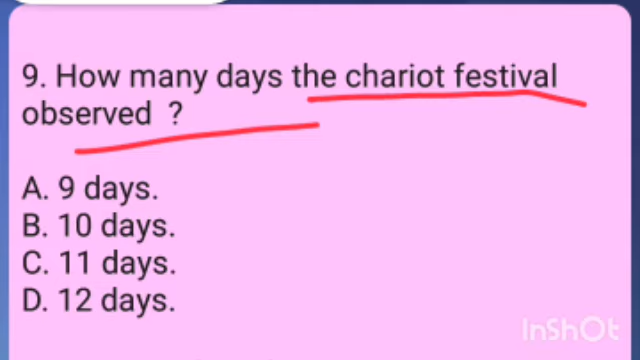 9. How many days the chariot festival
observed ?
A. 9 days.
B. 10 days.
C. 11 days.
D. 12 days.
InShOt